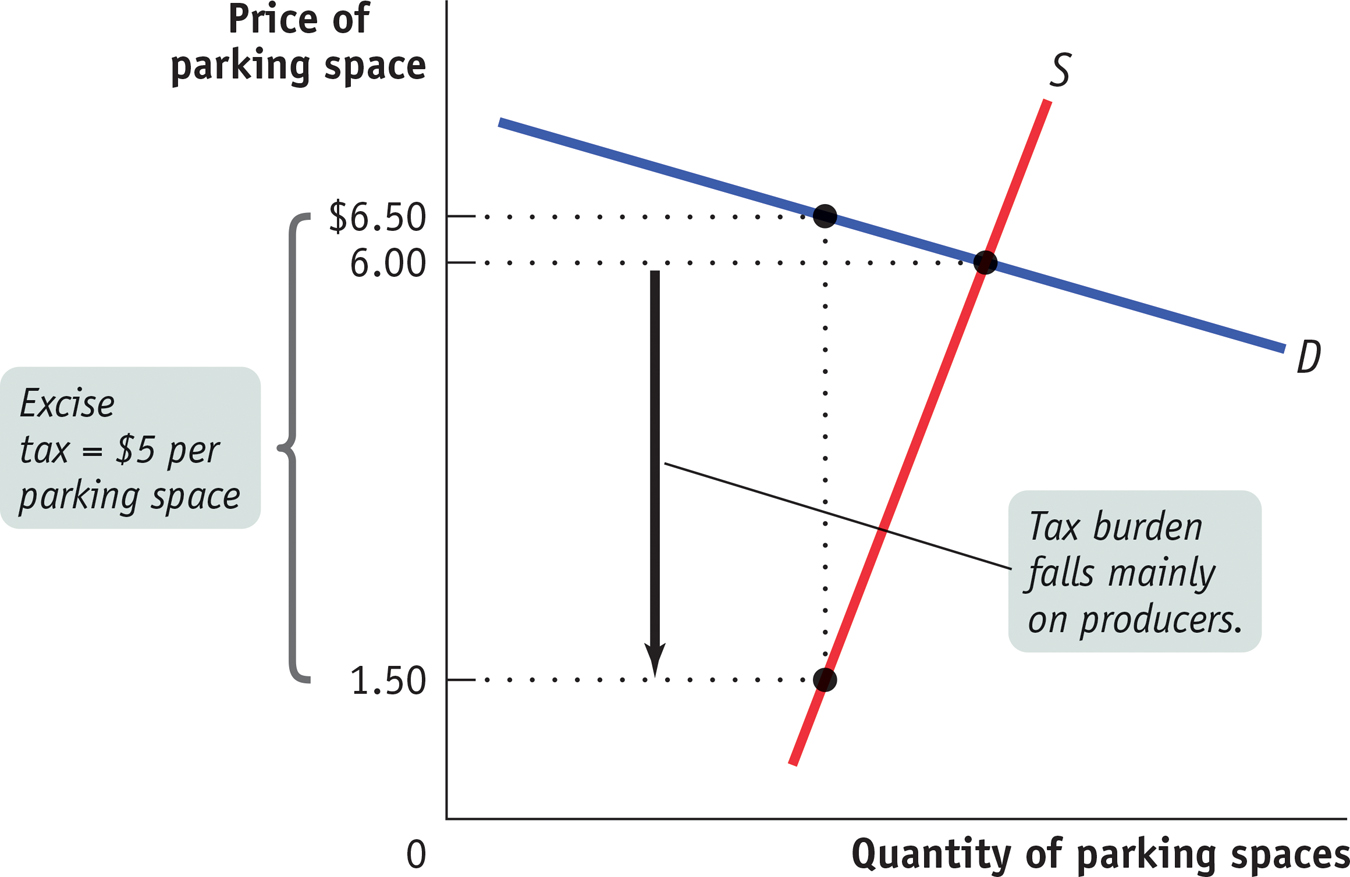 Price of
parking space
S
$6.50
6.00
D
Excise
tax = $5 per
parking space
Tax burden
falls mainly
on producers.
1.50
0
Quantity of parking spaces